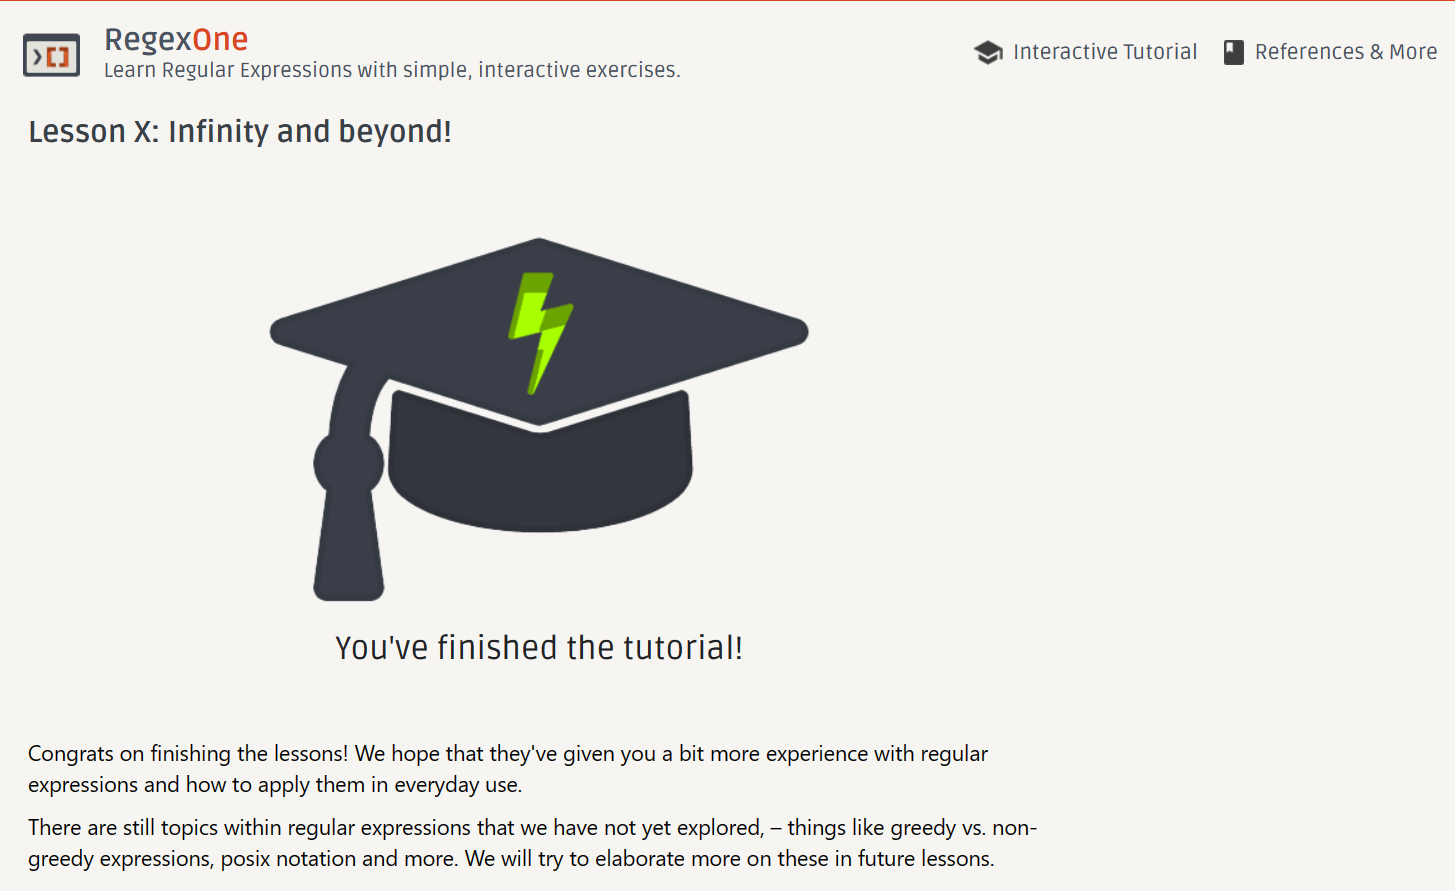 RegexOne
Learn Regular Expressions with simple, interactive exercises.
Interactive Tutorial
References & More
Lesson X: Infinity and beyond!
You've finished the tutorial!
Congrats on finishing the lessons! We hope that they've given you a bit more experience with regular
expressions and how to apply them in everyday use.
There are still topics within regular expressions that we have not yet explored, – things like greedy vs. non-
greedy expressions, posix notation and more. We will try to elaborate more on these in future lessons.